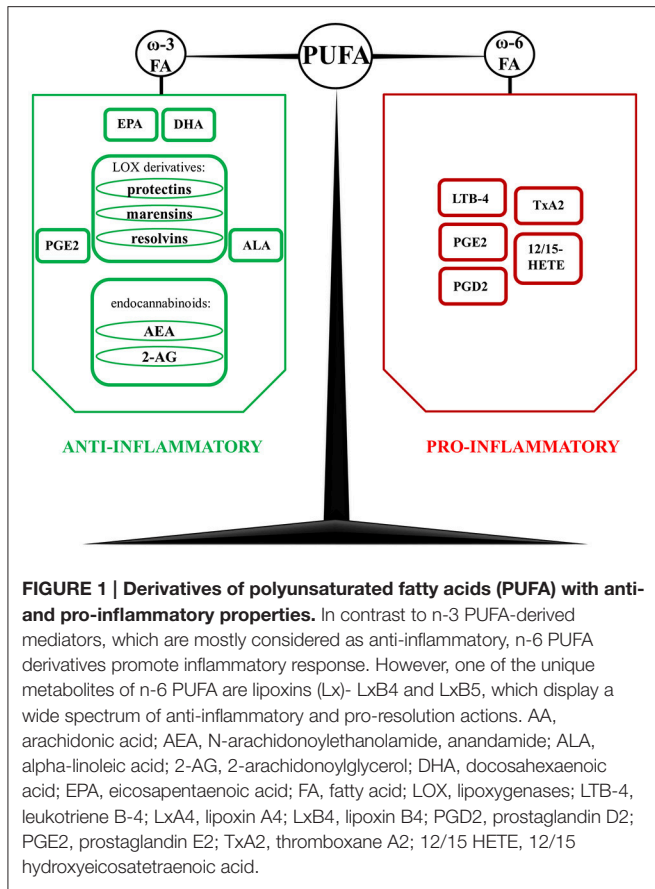 ω-3
FA
PUFA
ω-6
FA
EPA
DHA
LOX derivatives:
protectins
marensins
resolvins
PGE2
ALA
endocannabinoids:
AEA
2-AG
ANTI-INFLAMMATORY
LTB-4
TxA2
PGE2
12/15-
HETE
PGD2
PRO-INFLAMMATORY
FIGURE 1 | Derivatives of polyunsaturated fatty acids (PUFA) with anti-
and pro-inflammatory properties. In contrast to n-3 PUFA-derived
mediators, which are mostly considered as anti-inflammatory, n-6 PUFA
derivatives promote inflammatory response. However, one of the unique
metabolites of n-6 PUFA are lipoxins (Lx)- LxB4 and LxB5, which display a
wide spectrum of anti-inflammatory and pro-resolution actions. AA,
arachidonic acid; AEA, N-arachidonoylethanolamide, anandamide; ALA,
alpha-linoleic acid; 2-AG, 2-arachidonoylglycerol; DHA, docosahexaenoic
acid; EPA, eicosapentaenoic acid; FA, fatty acid; LOX, lipoxygenases; LTB-4,
leukotriene B-4; LxA4, lipoxin A4; LxB4, lipoxin B4; PGD2, prostaglandin D2;
PGE2, prostaglandin E2; TxA2, thromboxane A2; 12/15 HETE, 12/15
hydroxyeicosatetraenoic acid.